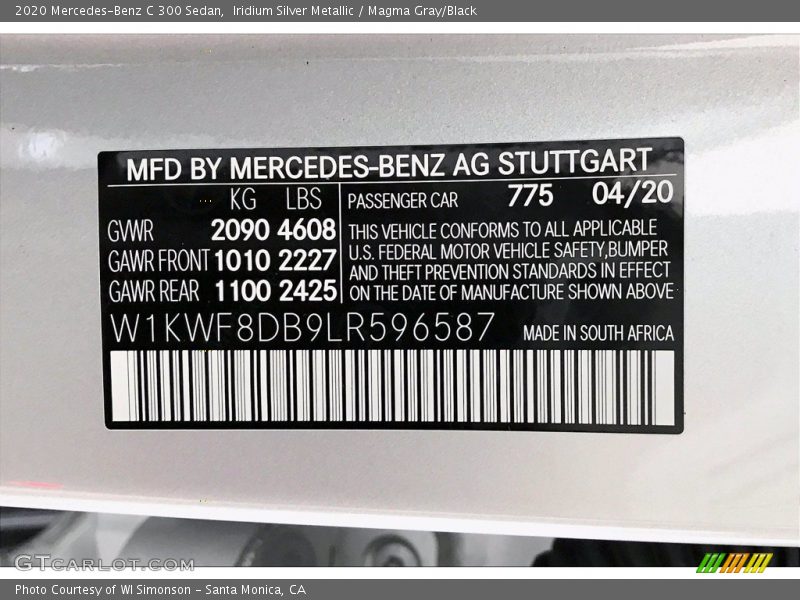 2020 Mercedes-Benz C 300 Sedan, Iridium Silver Metallic / Magma Gray/Black
MFD BY MERCEDES-BENZ AG STUTTGART
KG LBS
GWR 2090 4608
GAWR FRONT 1010 2227
GAWR REAR 1100 2425
PASSENGER CAR 775 04/20
THIS VEHICLE CONFORMS TO ALL APPLICABLE
U.S. FEDERAL MOTOR VEHICLE SAFETY,BUMPER
AND THEFT PREVENTION STANDARDS IN EFFECT
ON THE DATE OF MANUFACTURE SHOWN ABOVE
W1KWF8DB9LR596587 MADE IN SOUTH AFRICA
GTCARLOT.COM
Photo Courtesy of WI Simonson - Santa Monica, CA